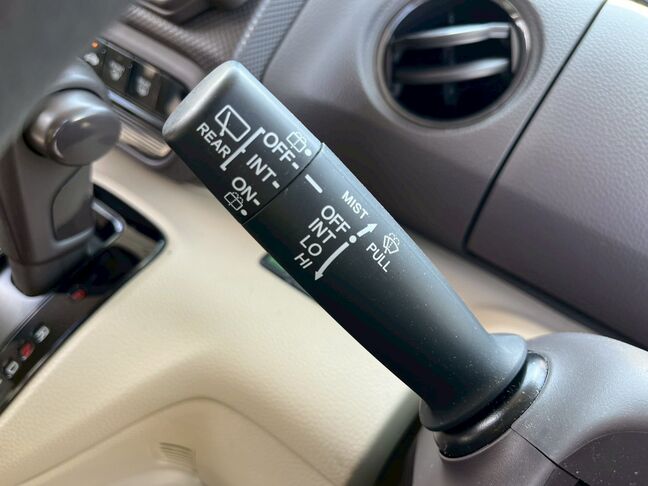 REAR
OFF-
INT-
ON-
MIST
OFF
INT
LO
HI
PULL